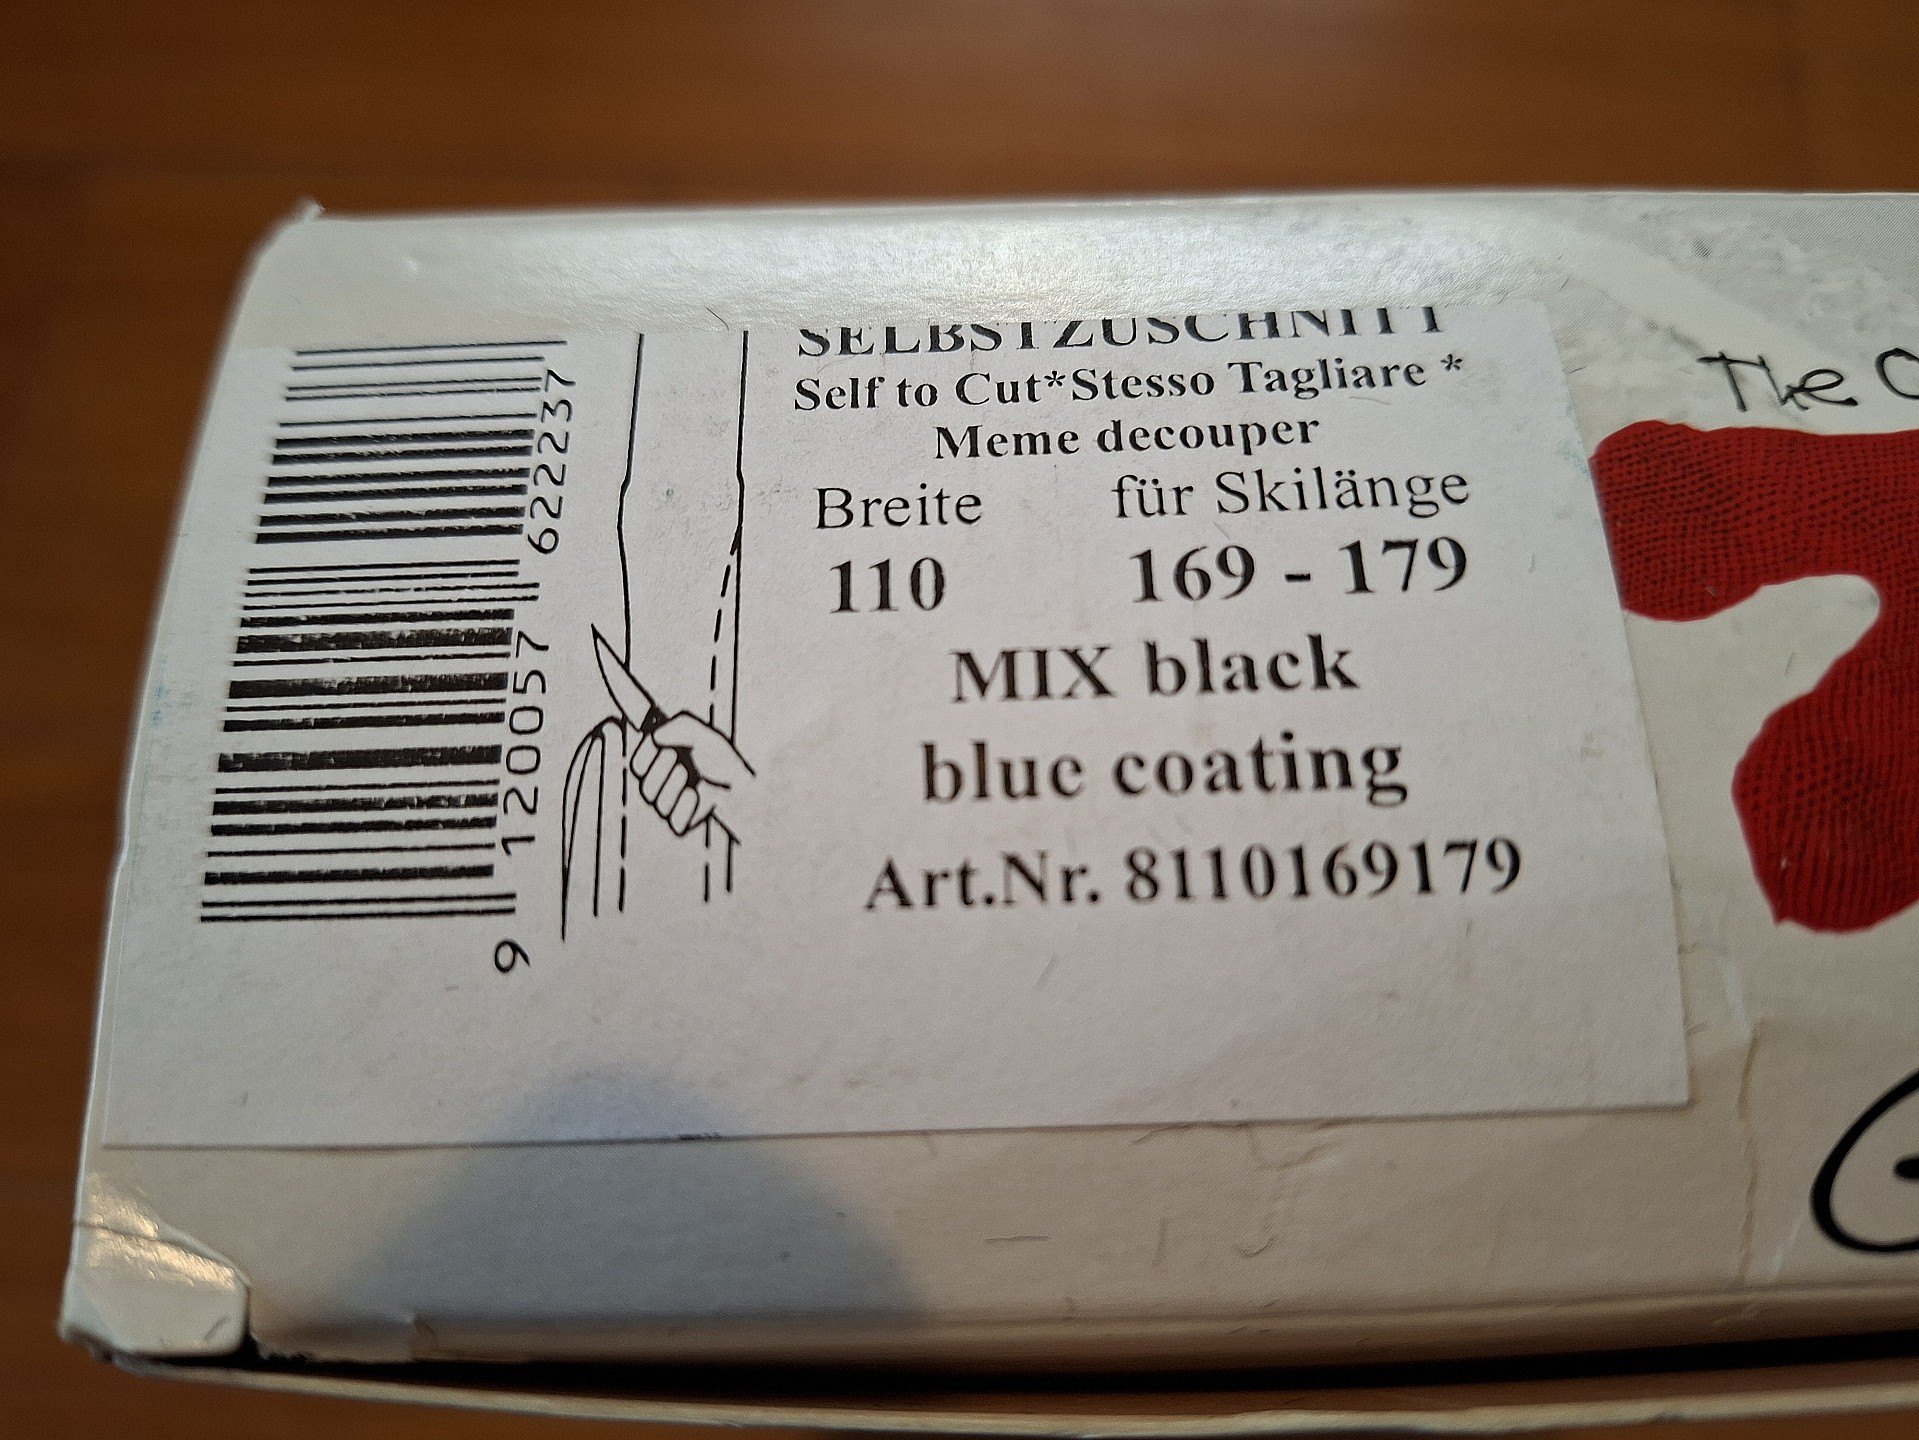 SELBSTZUSCHNITT
Self to Cut*Stesso Tagliare *
Meme decouper
Breite für Skilänge
110 169 - 179
MIX black
blue coating
Art.Nr. 8110169179
9 120057 622237
The